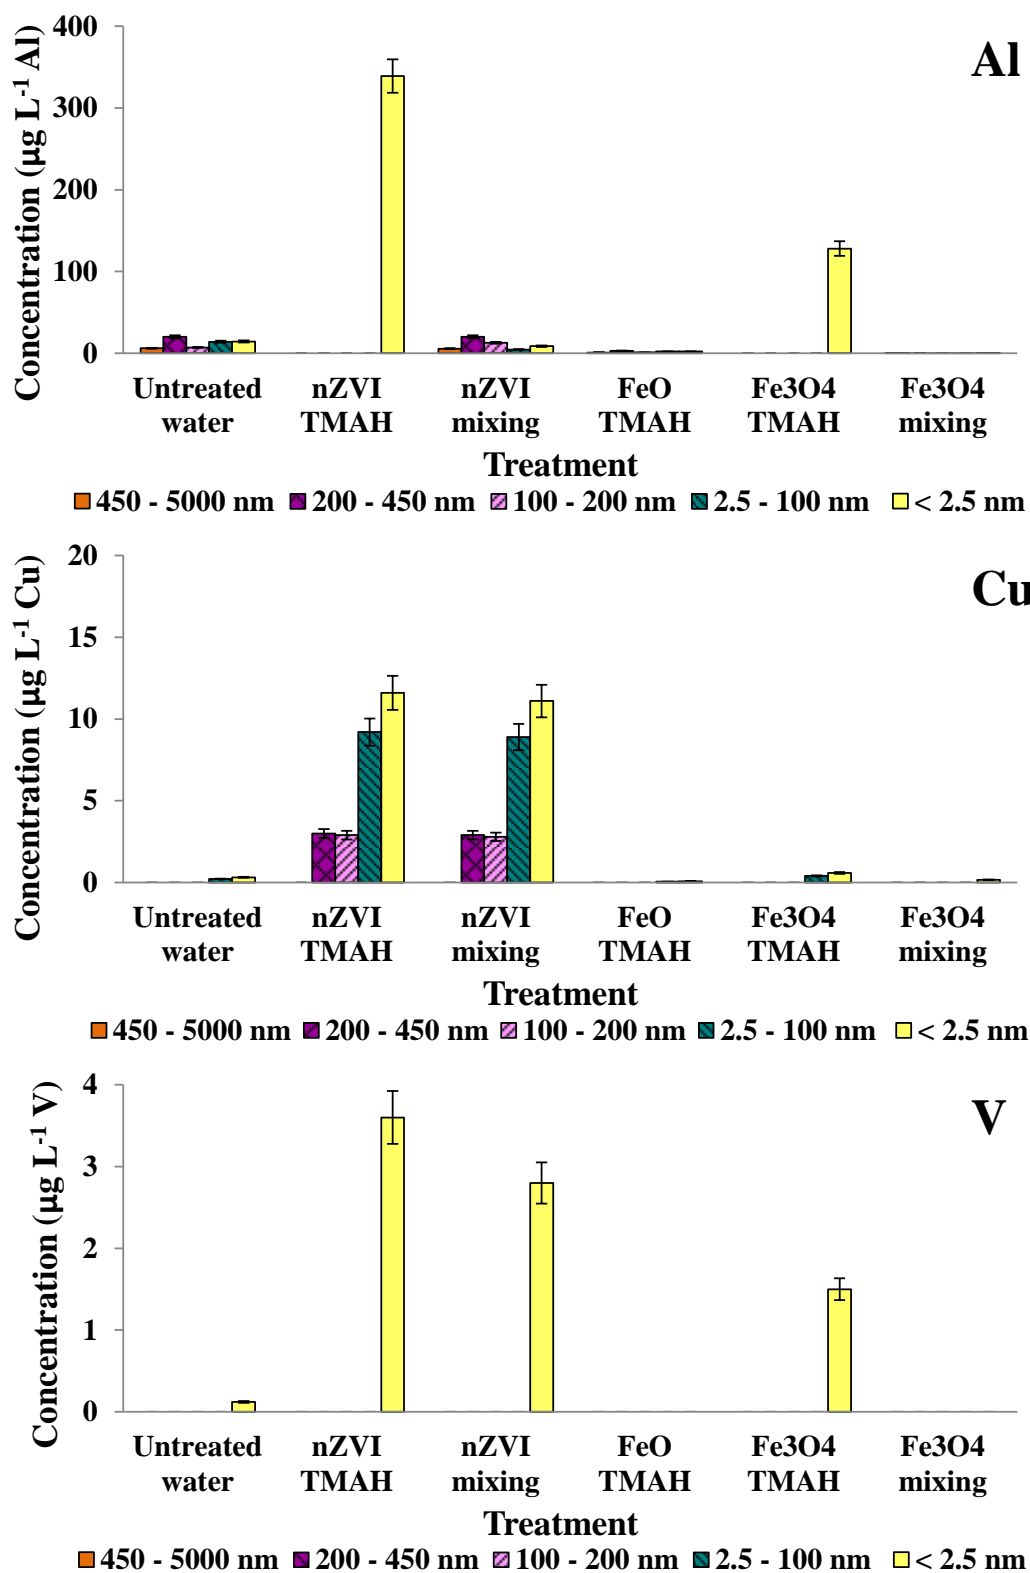 Al
Concentration (µg L-1 Al)
400
300
200
100
0
Untreated water
nZVI TMAH
nZVI mixing
FeO TMAH
Fe3O4 TMAH
Fe3O4 mixing
Treatment
450 - 5000 nm 200 - 450 nm 100 - 200 nm 2.5 - 100 nm < 2.5 nm
Cu
Concentration (µg L-1 Cu)
20
15
10
5
0
Untreated water
nZVI TMAH
nZVI mixing
FeO TMAH
Fe3O4 TMAH
Fe3O4 mixing
Treatment
450 - 5000 nm 200 - 450 nm 100 - 200 nm 2.5 - 100 nm < 2.5 nm
V
Concentration (µg L-1 V)
4
3
2
1
0
Untreated water
nZVI TMAH
nZVI mixing
FeO TMAH
Fe3O4 TMAH
Fe3O4 mixing
Treatment
450 - 5000 nm 200 - 450 nm 100 - 200 nm 2.5 - 100 nm < 2.5 nm